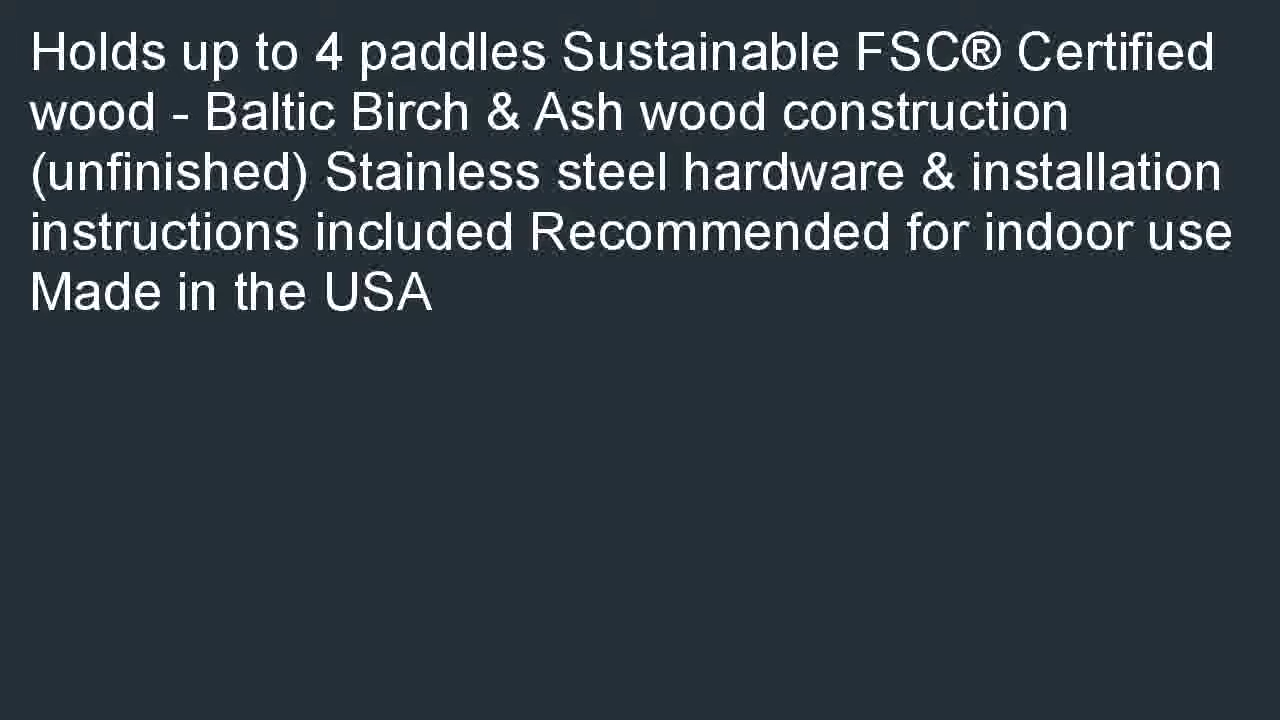 Holds up to 4 paddles Sustainable FSC® Certified
wood - Baltic Birch & Ash wood construction
(unfinished) Stainless steel hardware & installation
instructions included Recommended for indoor use
Made in the USA